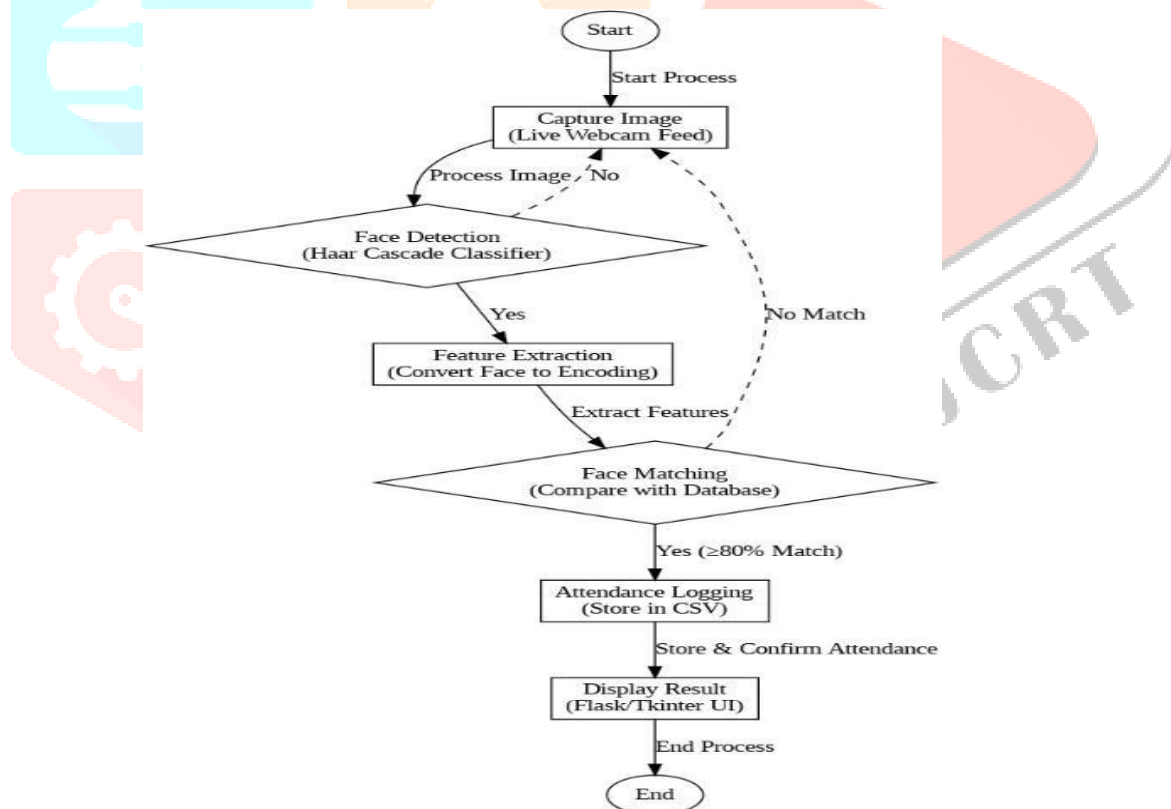 Start
Start Process
Capture Image
(Live Webcam Feed)
Process Image
No
Face Detection
(Haar Cascade Classifier)
Yes
No Match
Feature Extraction
(Convert Face to Encoding)
Extract Features
Face Matching
(Compare with Database)
Yes (≥80% Match)
Attendance Logging
(Store in CSV)
Store & Confirm Attendance
Display Result
(Flask/Tkinter UI)
End Process
End
CRT